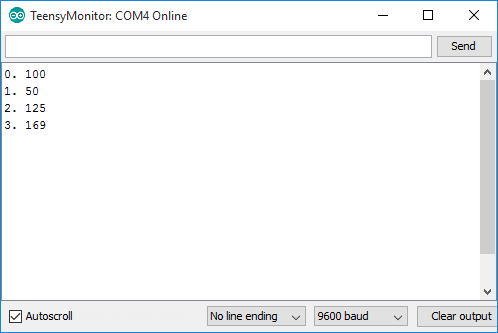 TeensyMonitor: COM4 Online
Send
0. 100
1. 50
2. 125
3. 169
Autoscroll
No line ending
9600 baud
Clear output